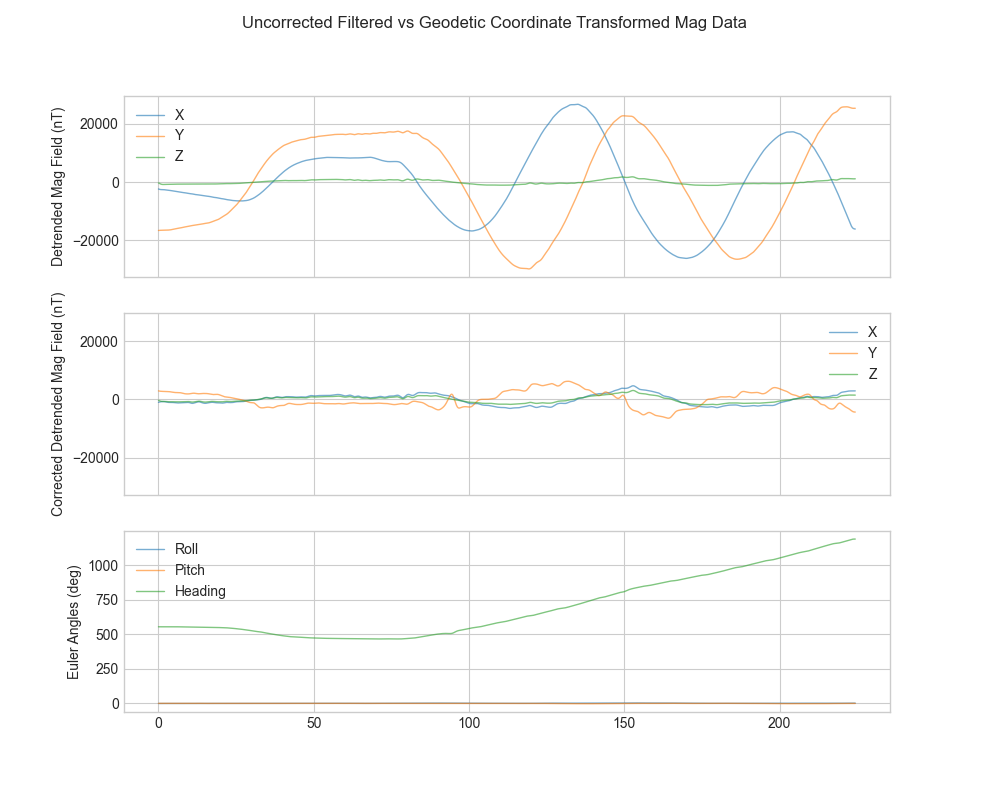 Uncorrected Filtered vs Geodetic Coordinate Transformed Mag Data
Detrended Mag Field (nT)
20000
0
−20000
X
Y
Z
Corrected Detrended Mag Field (nT)
20000
0
−20000
X
Y
Z
Euler Angles (deg)
1000
750
500
250
0
Roll
Pitch
Heading
0 50 100 150 200